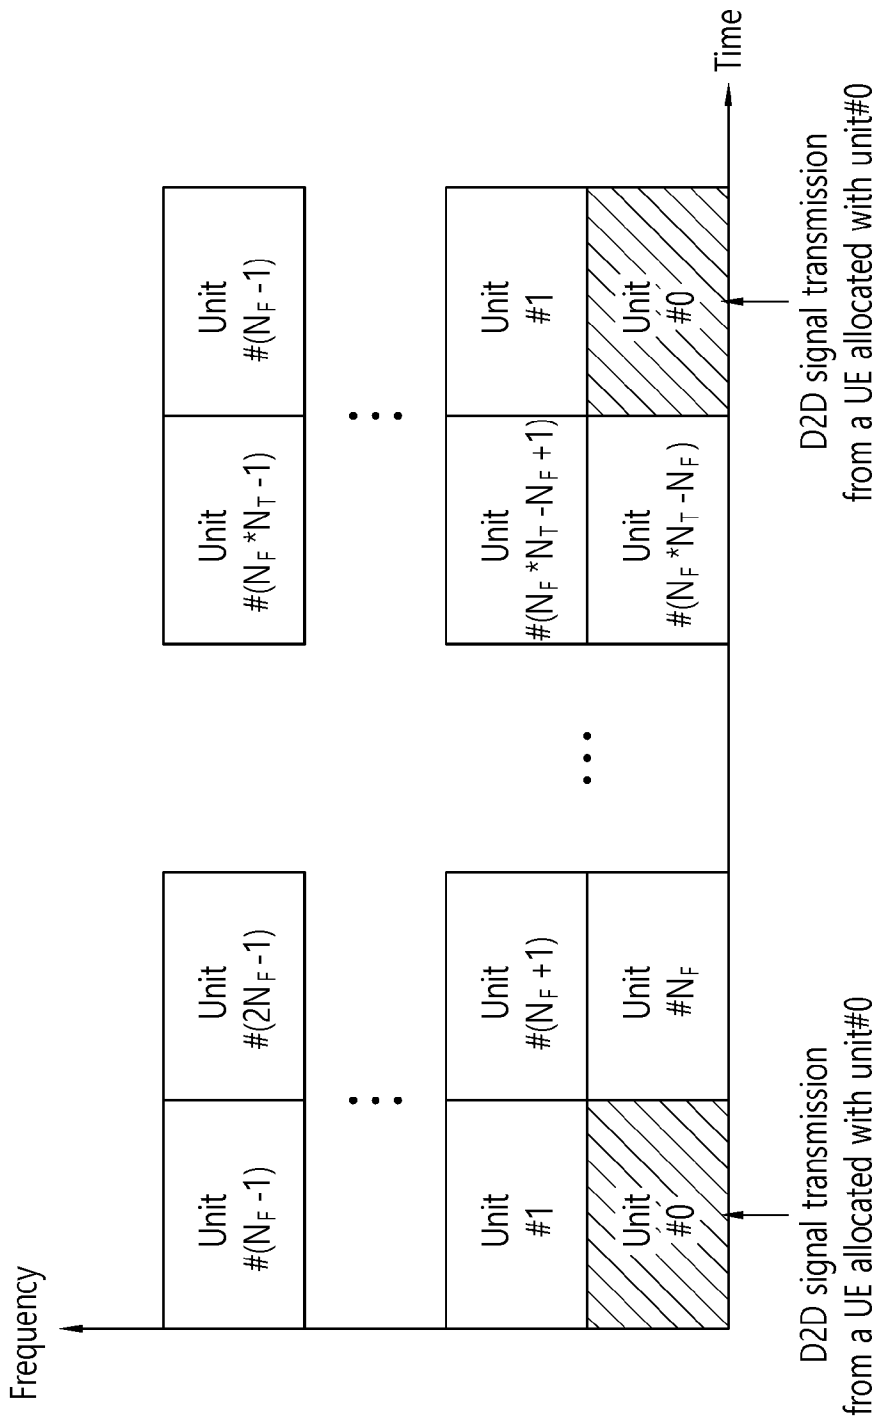 Frequency
Unit
#(N_F -1)
Unit
#(2N_F -1)
Unit
#(N_F *N_T -1)
Unit
#(N_F -1)
Unit
#1
Unit
#(N_F +1)
Unit
#(N_F *N_T -N_F +1)
Unit
#1
Unit
#0
Unit
#N_F
Unit
#(N_F *N_T -N_F)
Unit
#0
Time
D2D signal transmission
from a UE allocated with unit#0
D2D signal transmission
from a UE allocated with unit#0